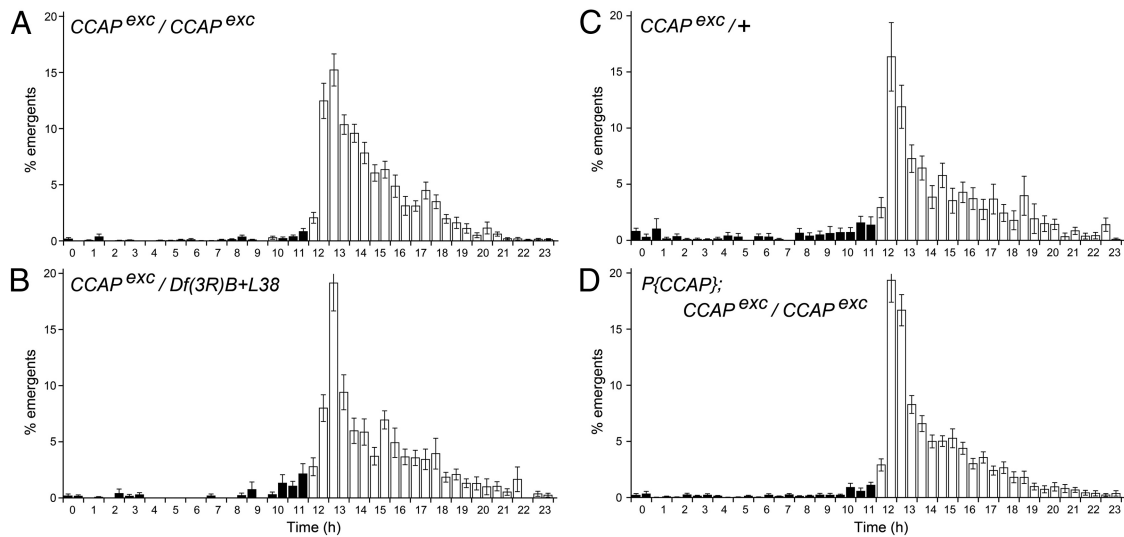 A
CCAP exc / CCAP exc
20
15
10
5
0
% emergents
0 1 2 3 4 5 6 7 8 9 10 11 12 13 14 15 16 17 18 19 20 21 22 23
B
CCAP exc / Df(3R)B+L38
20
15
10
5
0
% emergents
0 1 2 3 4 5 6 7 8 9 10 11 12 13 14 15 16 17 18 19 20 21 22 23
Time (h)
C
CCAP exc / +
20
15
10
5
0
% emergents
0 1 2 3 4 5 6 7 8 9 10 11 12 13 14 15 16 17 18 19 20 21 22 23
D
P{CCAP};
CCAP exc / CCAP exc
20
15
10
5
0
% emergents
0 1 2 3 4 5 6 7 8 9 10 11 12 13 14 15 16 17 18 19 20 21 22 23
Time (h)